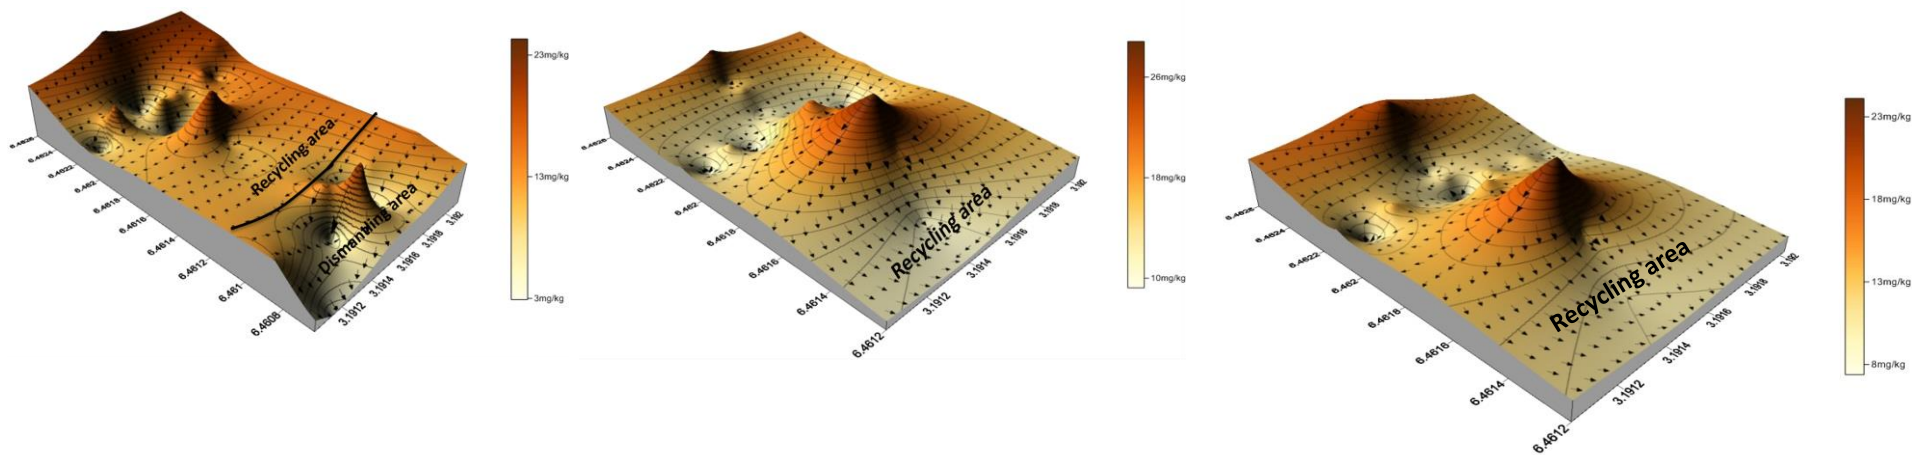 23mg/kg
13mg/kg
3mg/kg
Recycling area
Dismantling area
6.4626
6.4624
6.4622
6.462
6.4618
6.4616
6.4614
6.4612
6.461
6.4608
3.1912
3.1914
3.1916
3.1918
3.192
26mg/kg
18mg/kg
10mg/kg
Recycling area
6.4626
6.4624
6.4622
6.462
6.4618
6.4616
6.4614
6.4612
3.1912
3.1914
3.1916
3.1918
3.192
23mg/kg
18mg/kg
13mg/kg
8mg/kg
Recycling area
6.4626
6.4624
6.4622
6.462
6.4618
6.4616
6.4614
6.4612
3.1912
3.1914
3.1916
3.1918
3.192